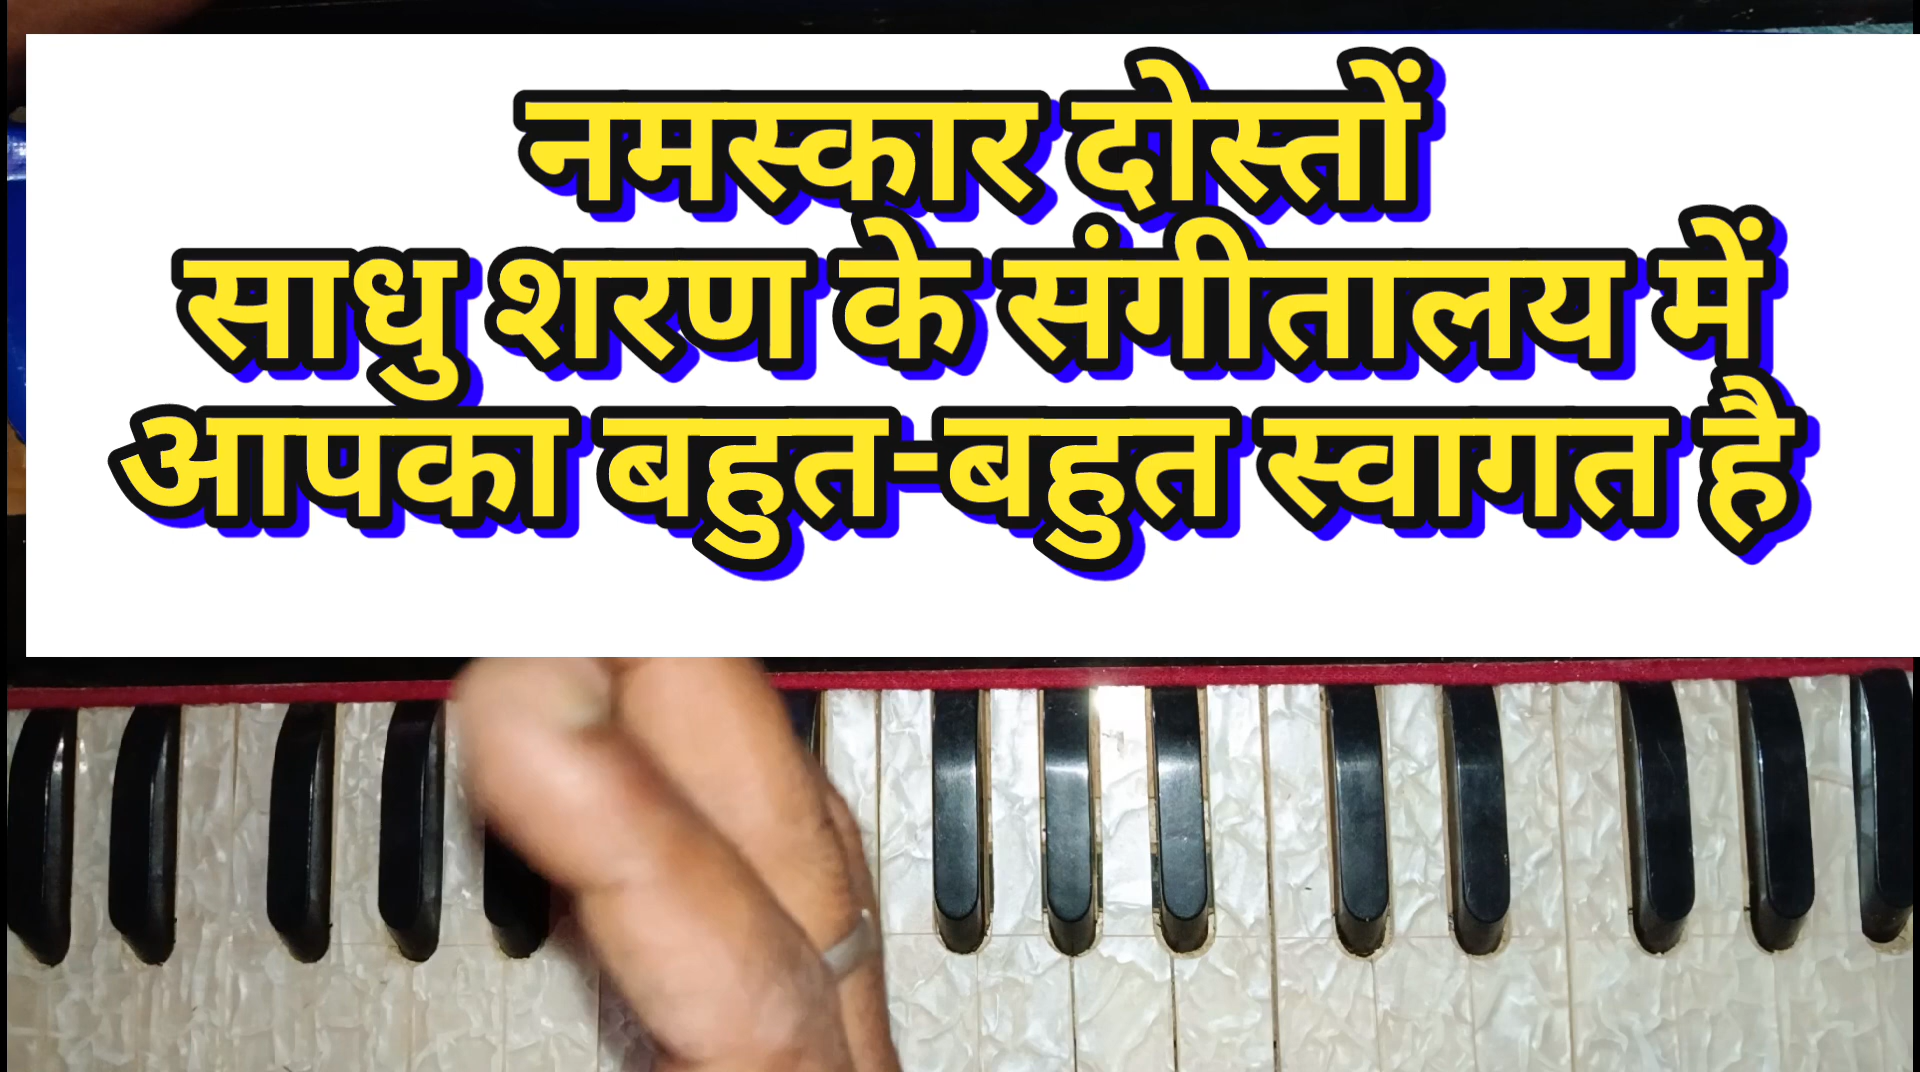 नमस्कार दोस्तों
साधु शरण के संगीतालय में
आपका बहुत-बहुत स्वागत है